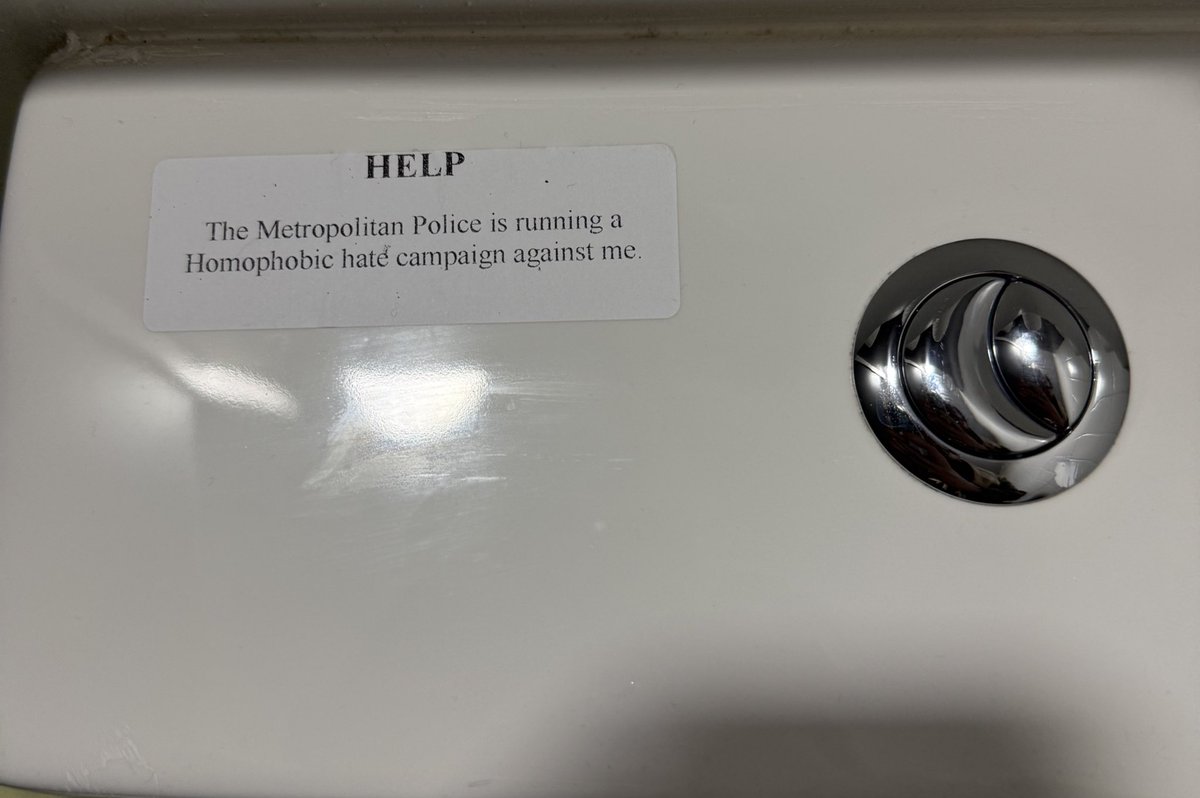 HELP
The Metropolitan Police is running a
Homophobic hate campaign against me.